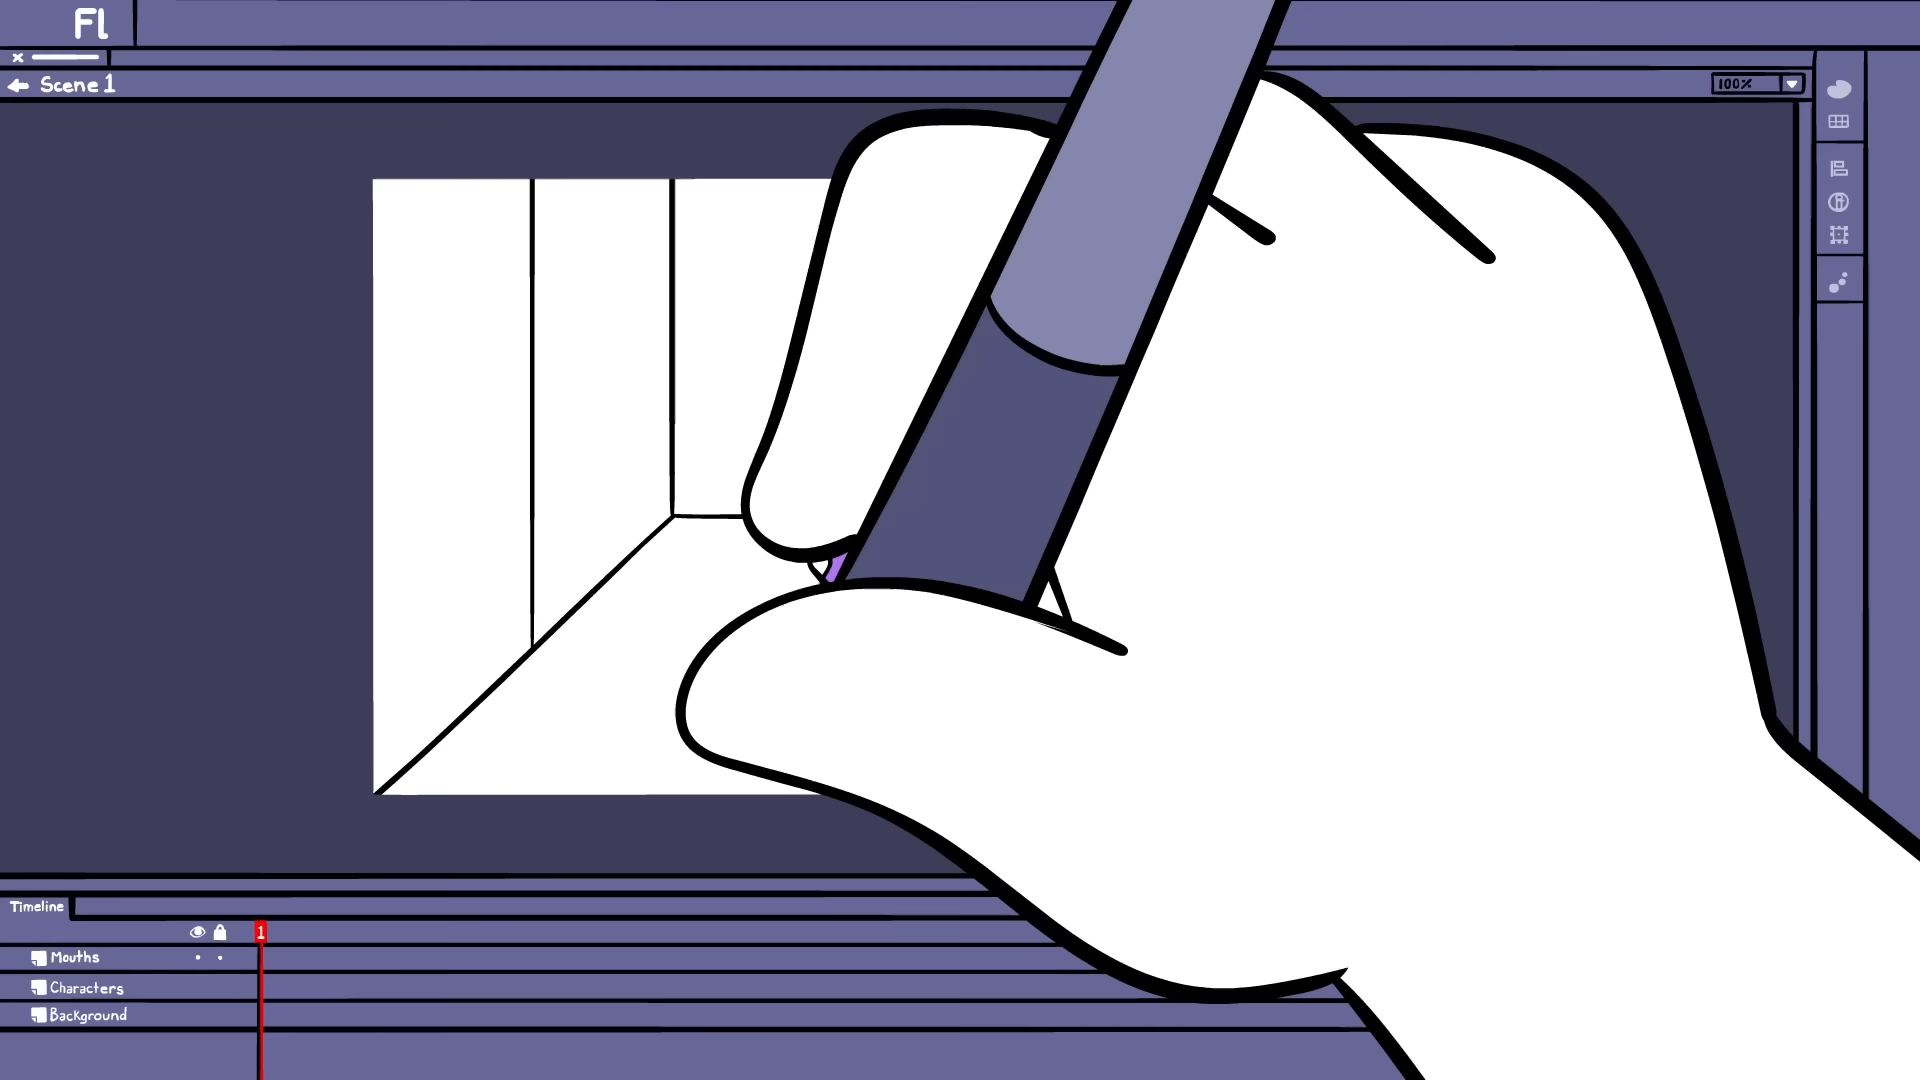 Fl
Scene 1
100%
Timeline
1
Mouths
Characters
Background